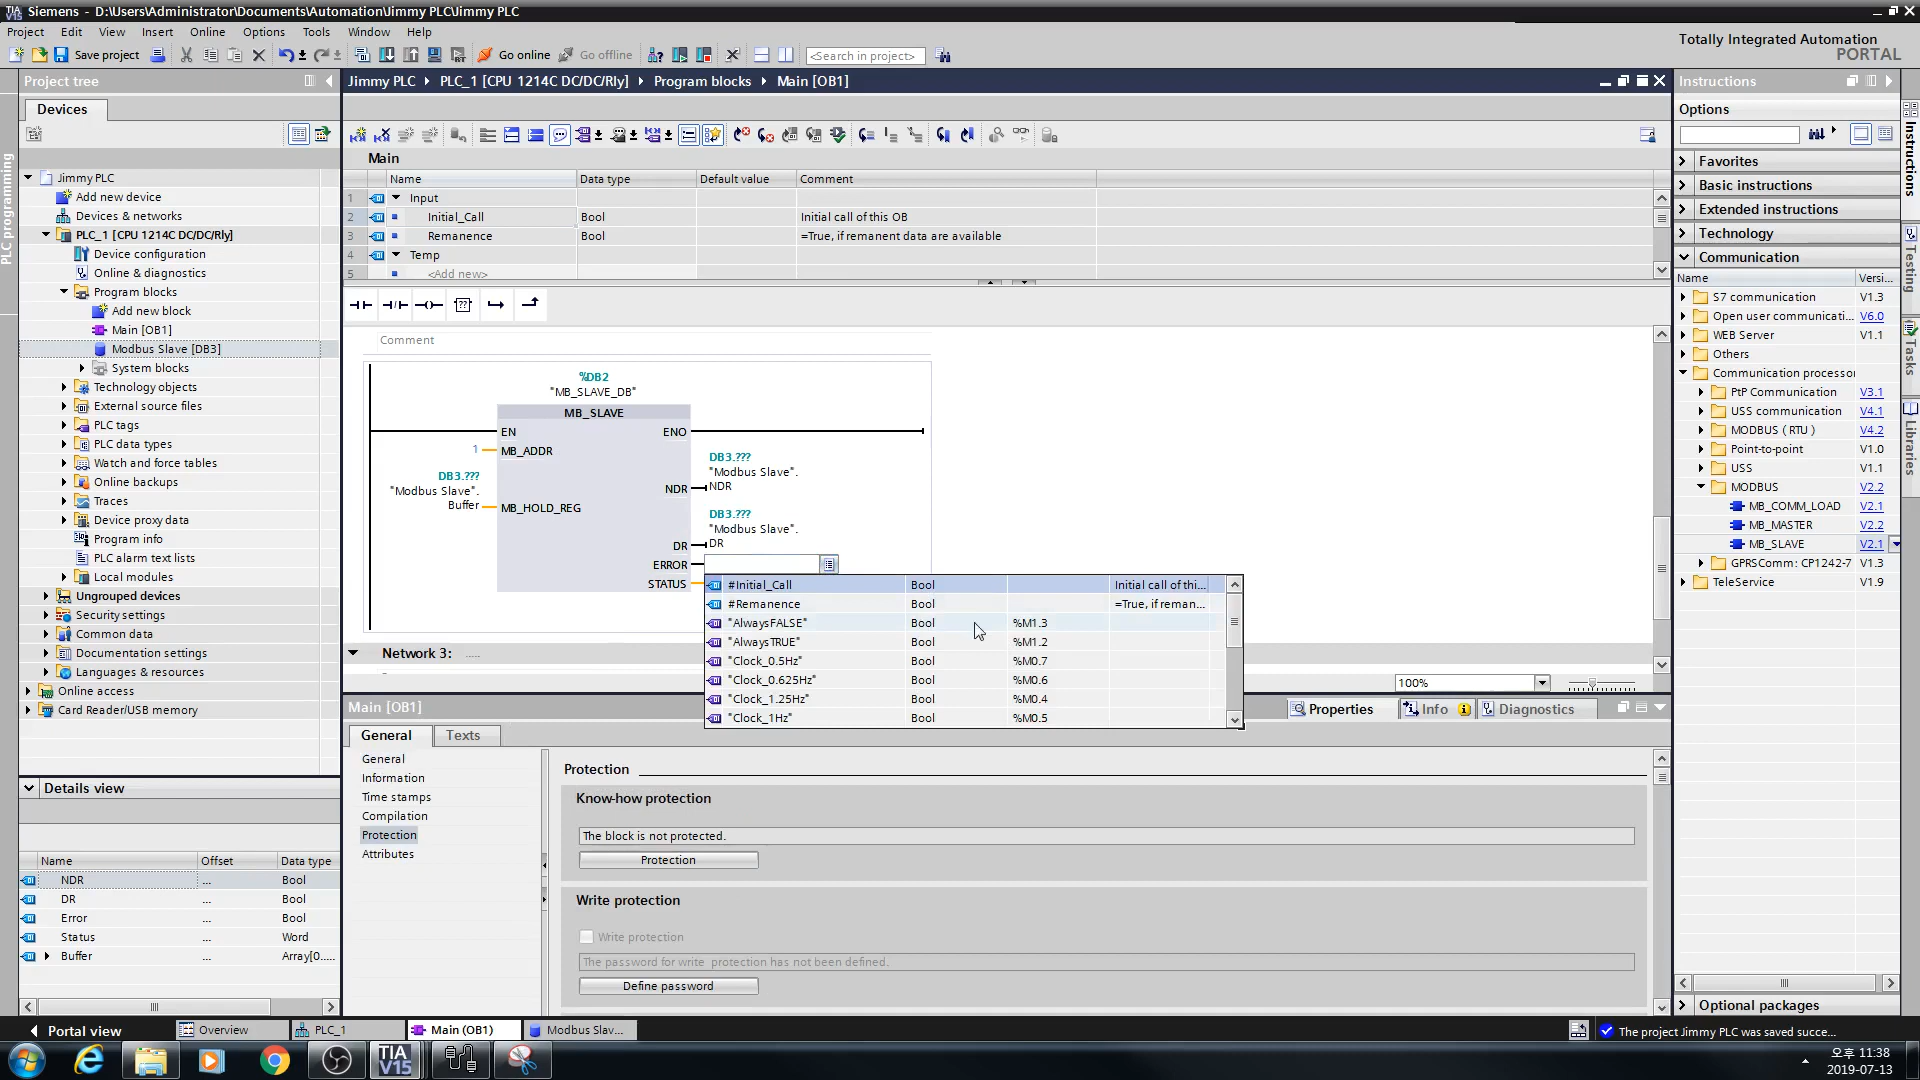 Siemens - D:\Users\Administrator\Documents\Automation\Jimmy PLC\Jimmy PLC
Project Edit View Insert Online Options Tools Window Help
Totally Integrated Automation
PORTAL
Save project
Go online
Go offline
<Search in project>
Project tree
Devices
PLC programming
Jimmy PLC
Add new device
Devices & networks
PLC_1 [CPU 1214C DC/DC/Rly]
Device configuration
Online & diagnostics
Program blocks
Add new block
Main [OB1]
Modbus Slave [DB3]
System blocks
Technology objects
External source files
PLC tags
PLC data types
Watch and force tables
Online backups
Traces
Device proxy data
Program info
PLC alarm text lists
Local modules
Ungrouped devices
Security settings
Common data
Documentation settings
Languages & resources
Online access
Card Reader/USB memory
Details view
Name Offset Data type
NDR ... Bool
DR ... Bool
Error ... Bool
Status ... Word
Buffer ... Array[0....
Jimmy PLC PLC_1 [CPU 1214C DC/DC/Rly] Program blocks Main [OB1]
Main
Name Data type Default value Comment
1 Input
2 Initial_Call Bool Initial call of this OB
3 Remanence Bool =True, if remanent data are available
4 Temp
5 <Add new>
Comment
%DB2
"MB_SLAVE_DB"
MB_SLAVE
EN ENO
1 MB_ADDR
DB3.???
"Modbus Slave".
Buffer MB_HOLD_REG
DB3.???
"Modbus Slave".
NDR NDR
DB3.???
"Modbus Slave".
DR DR
ERROR
STATUS
#Initial_Call Bool Initial call of thi...
#Remanence Bool =True, if reman...
"AlwaysFALSE" Bool %M1.3
"AlwaysTRUE" Bool %M1.2
"Clock_0.5Hz" Bool %M0.7
"Clock_0.625Hz" Bool %M0.6
"Clock_1.25Hz" Bool %M0.4
"Clock_1Hz" Bool %M0.5
Network 3: .....
100%
Main [OB1]
Properties Info Diagnostics
General Texts
General
Information
Time stamps
Compilation
Protection
Attributes
Protection
Know-how protection
The block is not protected.
Protection
Write protection
Write protection
The password for write protection has not been defined.
Define password
Instructions
Options
Favorites
Basic instructions
Extended instructions
Technology
Communication
Name Versi...
S7 communication V1.3
Open user communicati... V6.0
WEB Server V1.1
Others
Communication processor
PtP Communication V3.1
USS communication V4.1
MODBUS (RTU) V4.2
Point-to-point V1.0
USS V1.1
MODBUS V2.2
MB_COMM_LOAD V2.1
MB_MASTER V2.2
MB_SLAVE V2.1
GPRSComm: CP1242-7 V1.3
TeleService V1.9
Optional packages
Instructions
Testing
Tasks
Libraries
Portal view Overview PLC_1 Main (OB1) Modbus Slav...
The project Jimmy PLC was saved succe...
TIA
V15
오후 11:38
2019-07-13